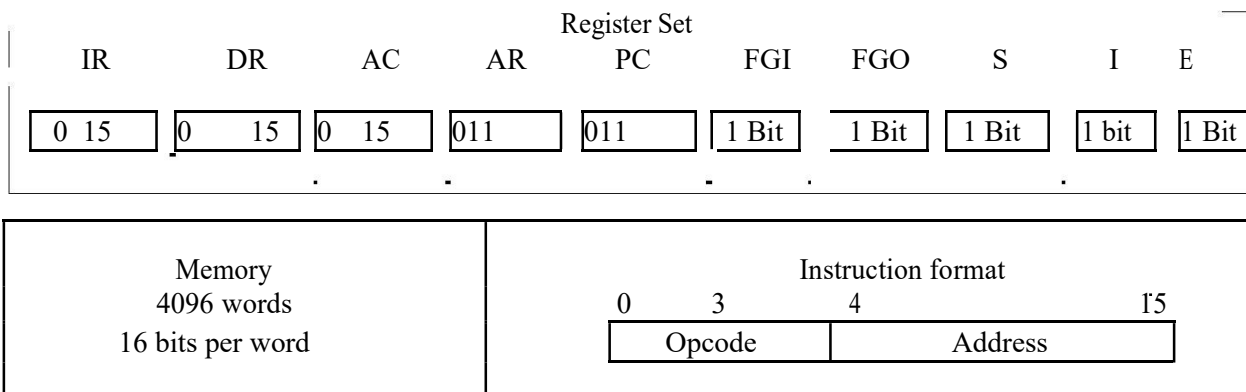 Register Set
IR DR AC AR PC FGI FGO S I E
0 15 0 15 0 15 011 011 1 Bit 1 Bit 1 Bit 1 bit 1 Bit
Memory
4096 words
16 bits per word
Instruction format
0 3 4 15
Opcode Address